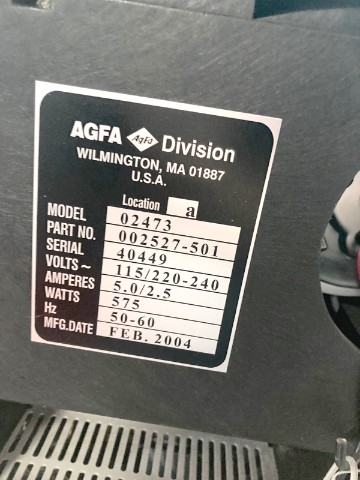 AGFA Agfa Division
WILMINGTON, MA 01887
U.S.A.
Location a
MODEL 02473
PART NO. 002527-501
SERIAL 40449
VOLTS ~ 115/220-240
AMPERES 5.0/2.5
WATTS 575
Hz 50-60
MFG.DATE FEB. 2004